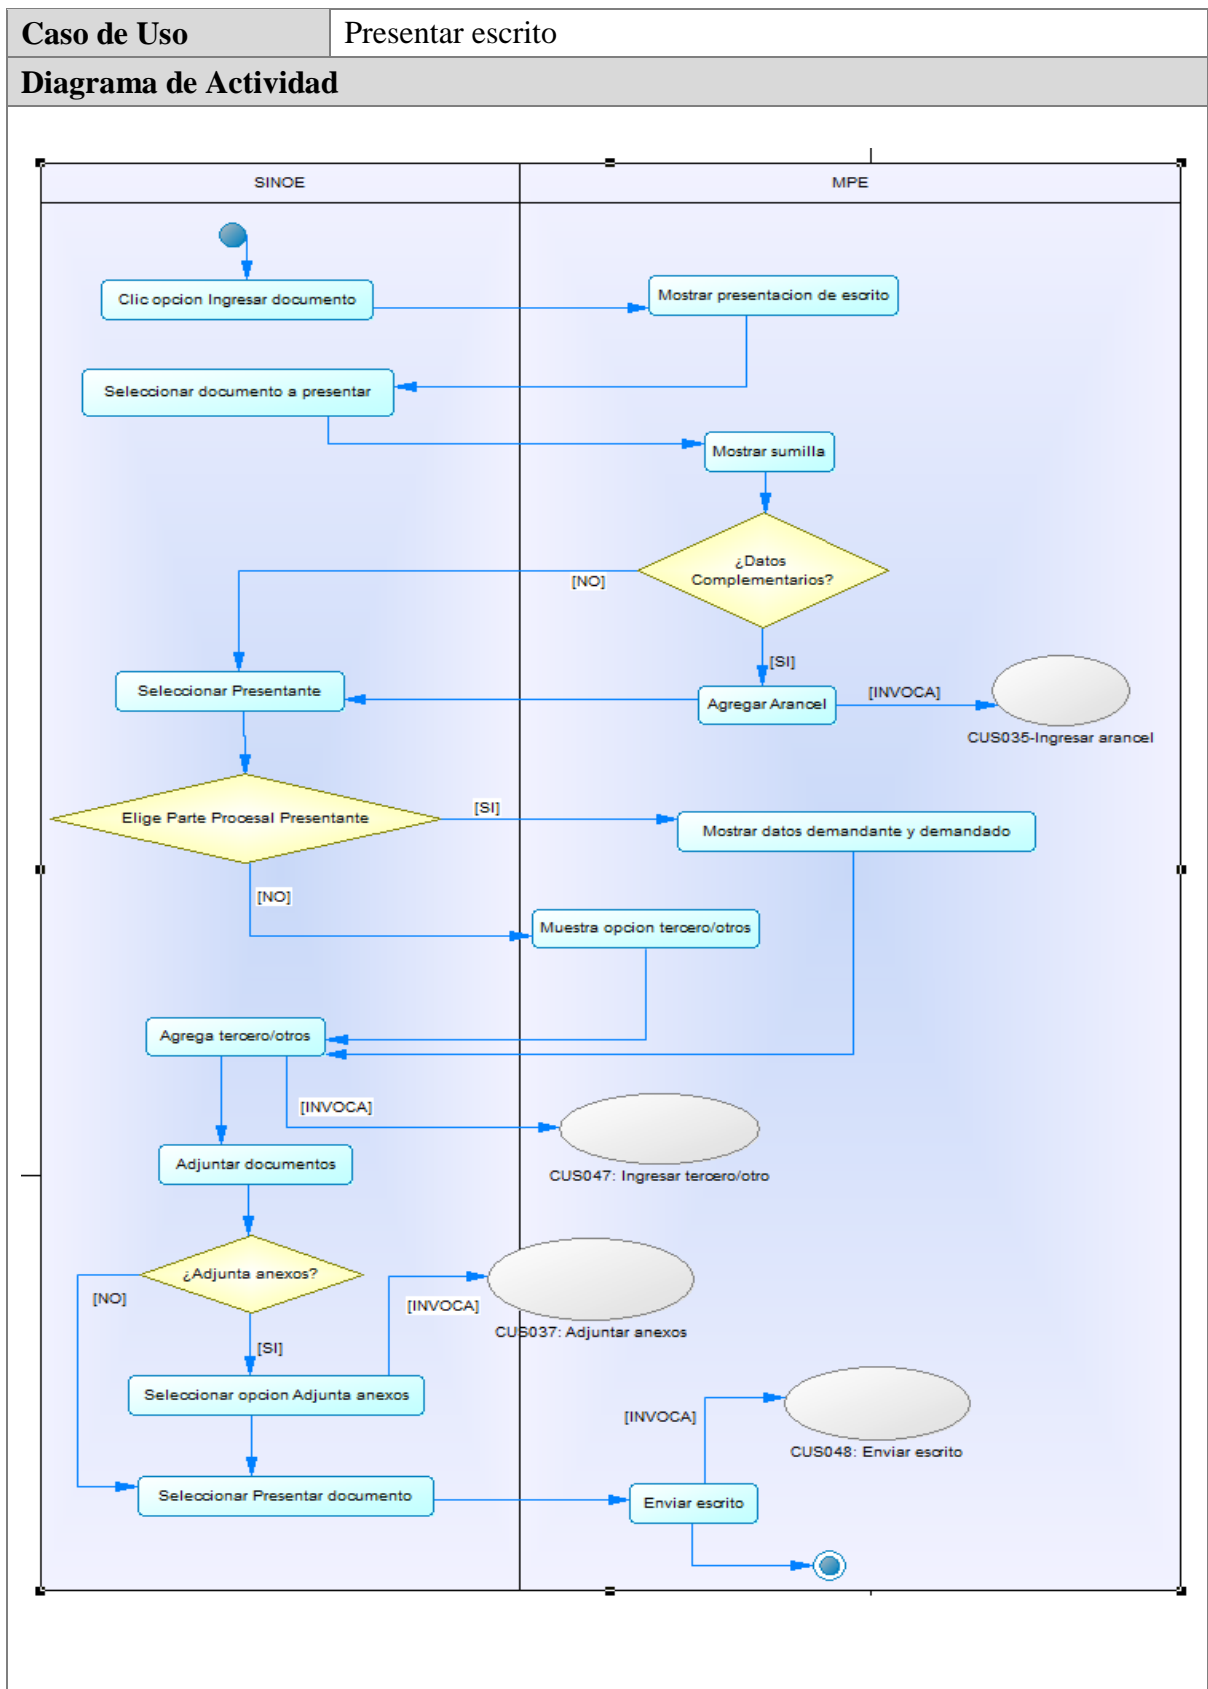 Caso de Uso
Presentar escrito
Diagrama de Actividad
SINOE
MPE
Clic opcion Ingresar documento
Mostrar presentacion de escrito
Seleccionar documento a presentar
Mostrar sumilla
¿Datos
Complementarios?
[NO]
[SI]
Seleccionar Presentante
Agregar Arancel
[INVOCA]
CUS035-Ingresar arancel
Elige Parte Procesal Presentante
[SI]
Mostrar datos demandante y demandado
[NO]
Muestra opcion tercero/otros
Agrega tercero/otros
[INVOCA]
CUS047: Ingresar tercero/otro
Adjuntar documentos
¿Adjunta anexos?
[NO]
[INVOCA]
CUS037: Adjuntar anexos
[SI]
Seleccionar opcion Adjunta anexos
[INVOCA]
CUS048: Enviar escrito
Seleccionar Presentar documento
Enviar escrito